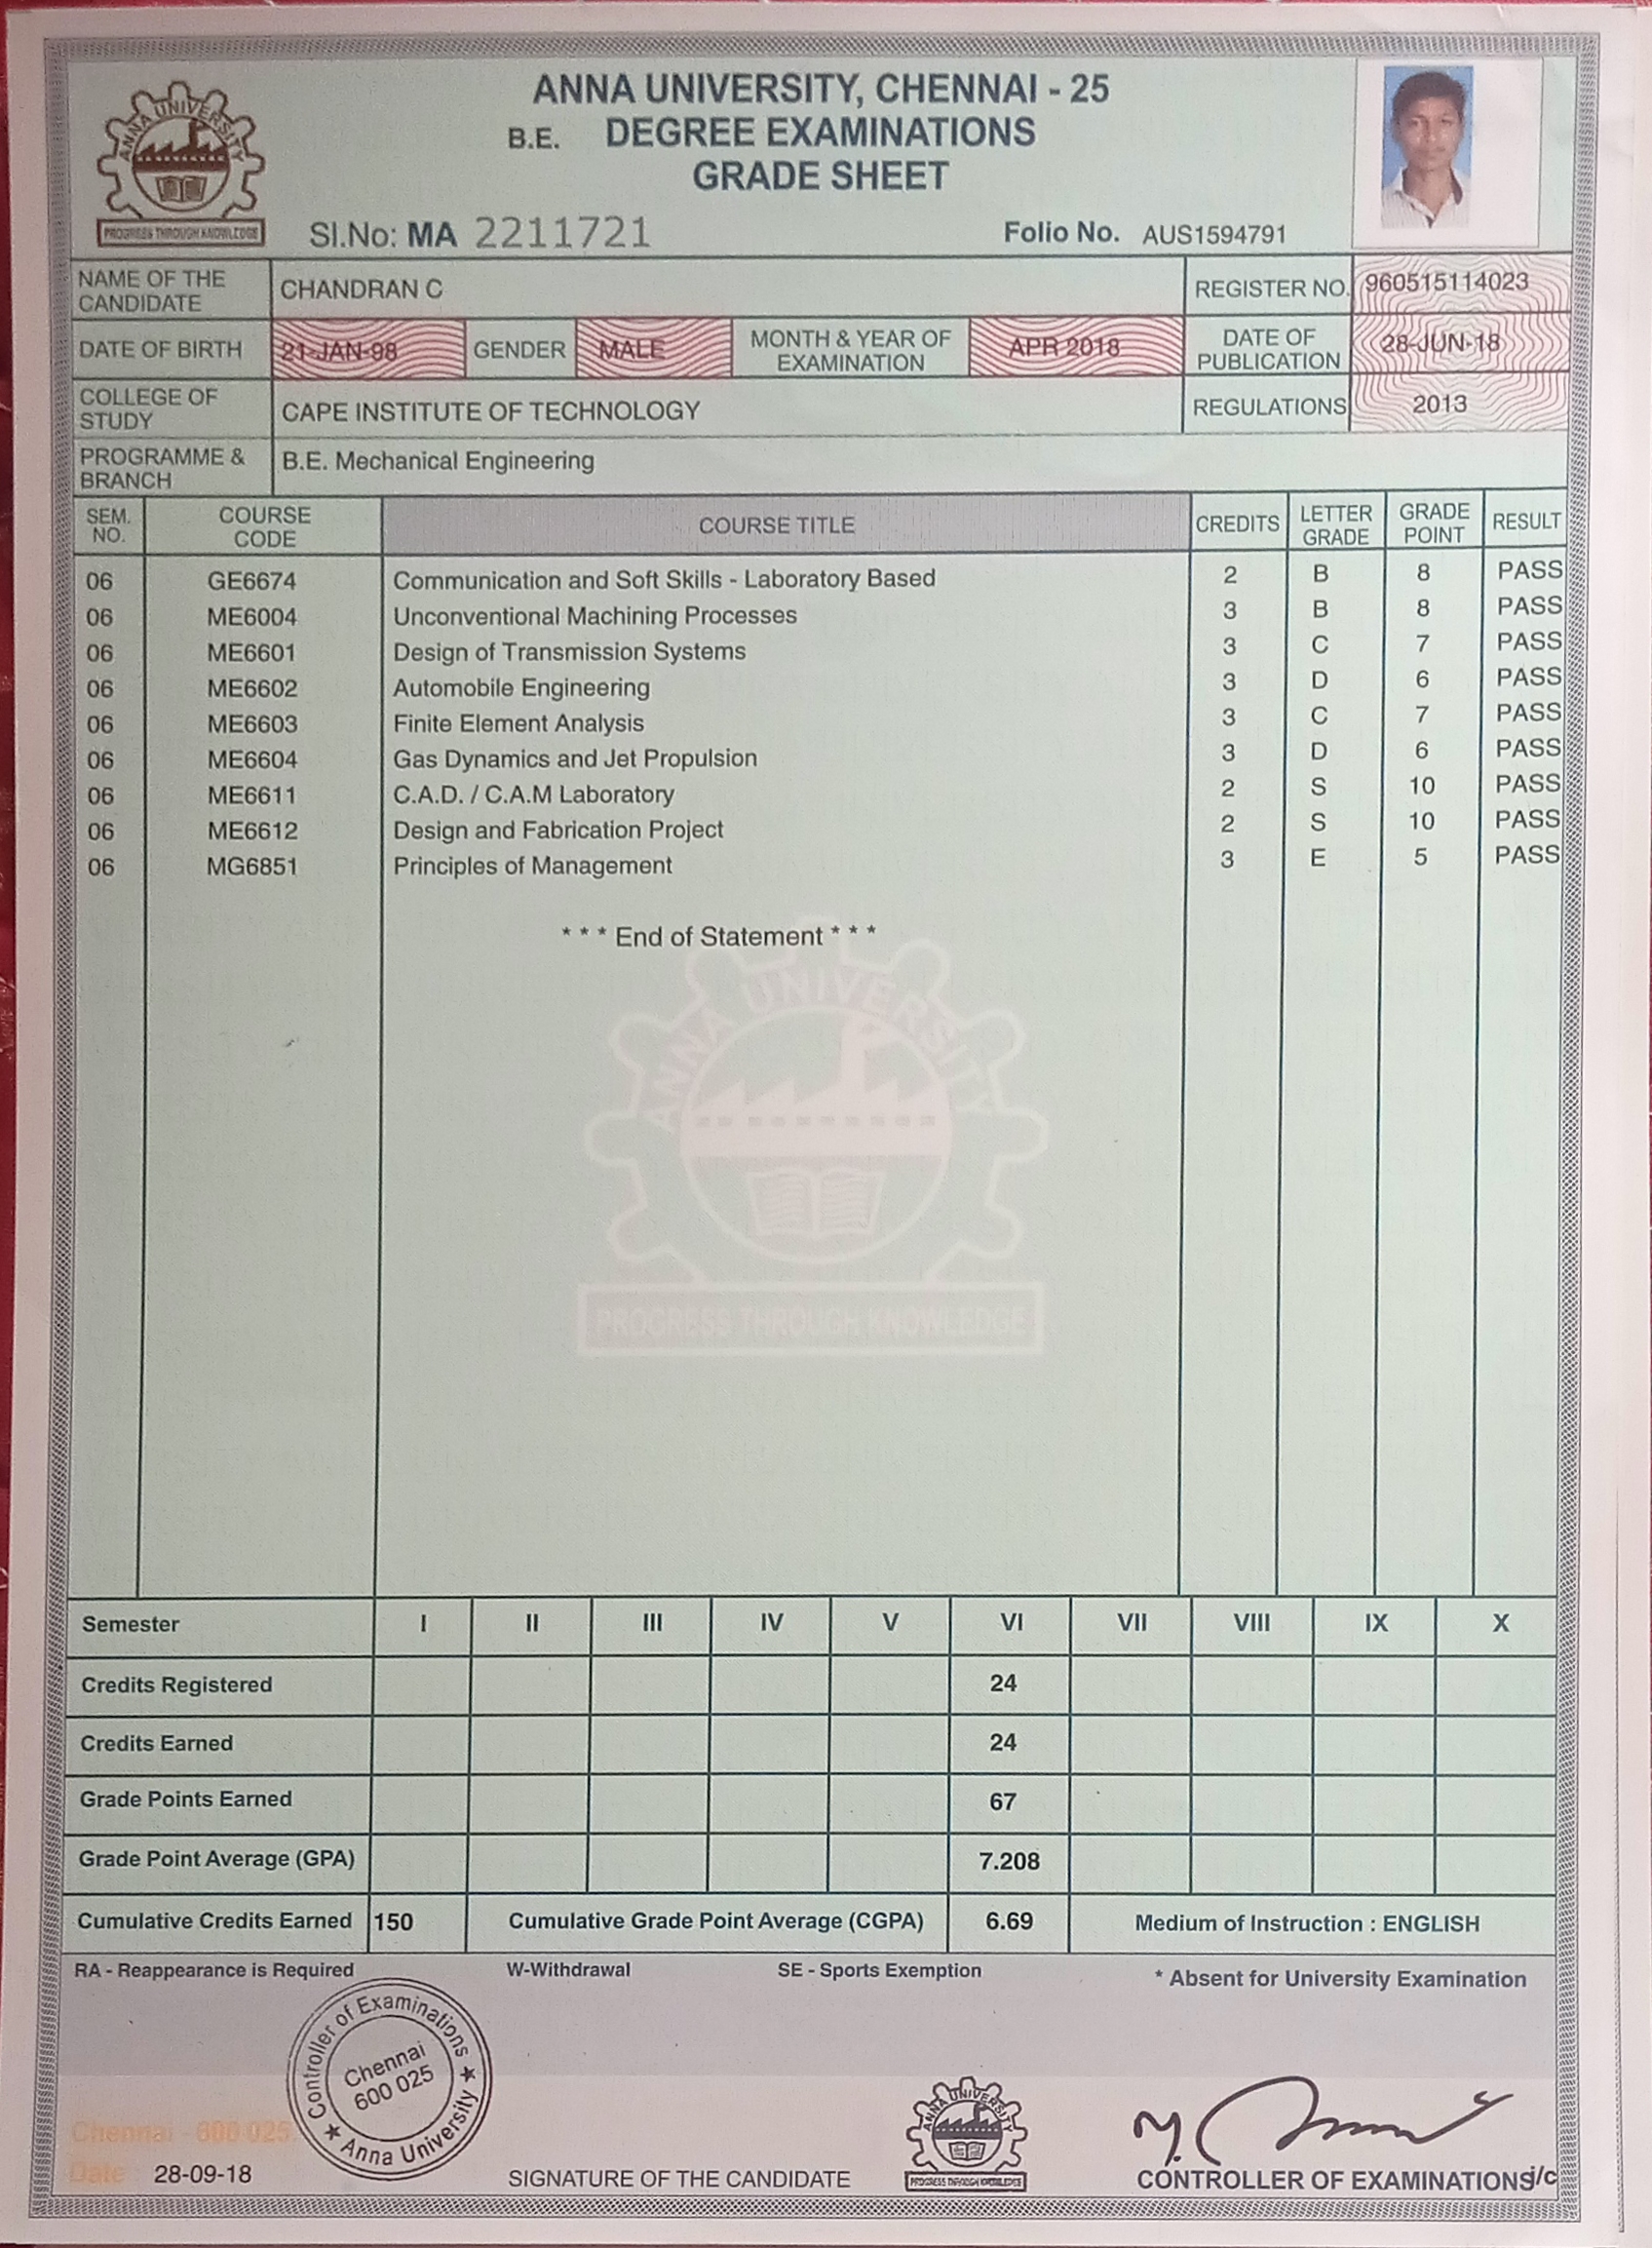 ANNA UNIVERSITY
PROGRESS THROUGH KNOWLEDGE
ANNA UNIVERSITY, CHENNAI - 25
B.E. DEGREE EXAMINATIONS
GRADE SHEET
Sl.No: MA 2211721
Folio No. AUS1594791
NAME OF THE CANDIDATE CHANDRAN C REGISTER NO. 960515114023
DATE OF BIRTH 21-JAN-98 GENDER MALE MONTH & YEAR OF EXAMINATION APR 2018 DATE OF PUBLICATION 28-JUN-18
COLLEGE OF STUDY CAPE INSTITUTE OF TECHNOLOGY REGULATIONS 2013
PROGRAMME & BRANCH B.E. Mechanical Engineering
SEM. NO. COURSE CODE COURSE TITLE CREDITS LETTER GRADE GRADE POINT RESULT
06 GE6674 Communication and Soft Skills - Laboratory Based 2 B 8 PASS
06 ME6004 Unconventional Machining Processes 3 B 8 PASS
06 ME6601 Design of Transmission Systems 3 C 7 PASS
06 ME6602 Automobile Engineering 3 D 6 PASS
06 ME6603 Finite Element Analysis 3 C 7 PASS
06 ME6604 Gas Dynamics and Jet Propulsion 3 D 6 PASS
06 ME6611 C.A.D. / C.A.M Laboratory 2 S 10 PASS
06 ME6612 Design and Fabrication Project 2 S 10 PASS
06 MG6851 Principles of Management 3 E 5 PASS
* * * End of Statement * * *
ANNA UNIVERSITY
PROGRESS THROUGH KNOWLEDGE
Semester I II III IV V VI VII VIII IX X
Credits Registered 24
Credits Earned 24
Grade Points Earned 67
Grade Point Average (GPA) 7.208
Cumulative Credits Earned 150 Cumulative Grade Point Average (CGPA) 6.69 Medium of Instruction : ENGLISH
RA - Reappearance is Required W-Withdrawal SE - Sports Exemption * Absent for University Examination
Controller of Examinations
Chennai
600 025
★ Anna University ★
Chennai - 600 025
Date 28-09-18
SIGNATURE OF THE CANDIDATE
ANNA UNIVERSITY
PROGRESS THROUGH KNOWLEDGE
CONTROLLER OF EXAMINATIONS i/c